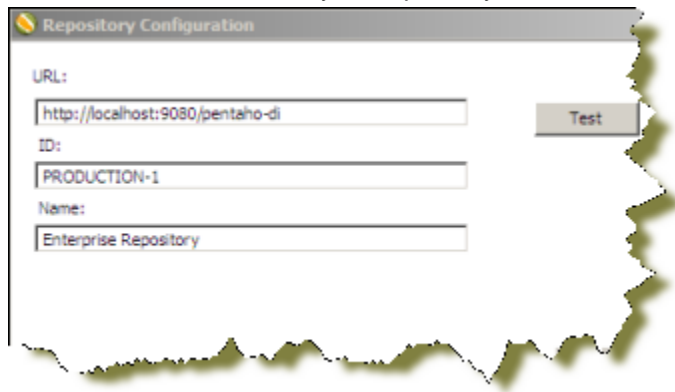 Repository Configuration
URL:
http://localhost:9080/pentaho-di
Test
ID:
PRODUCTION-1
Name:
Enterprise Repository